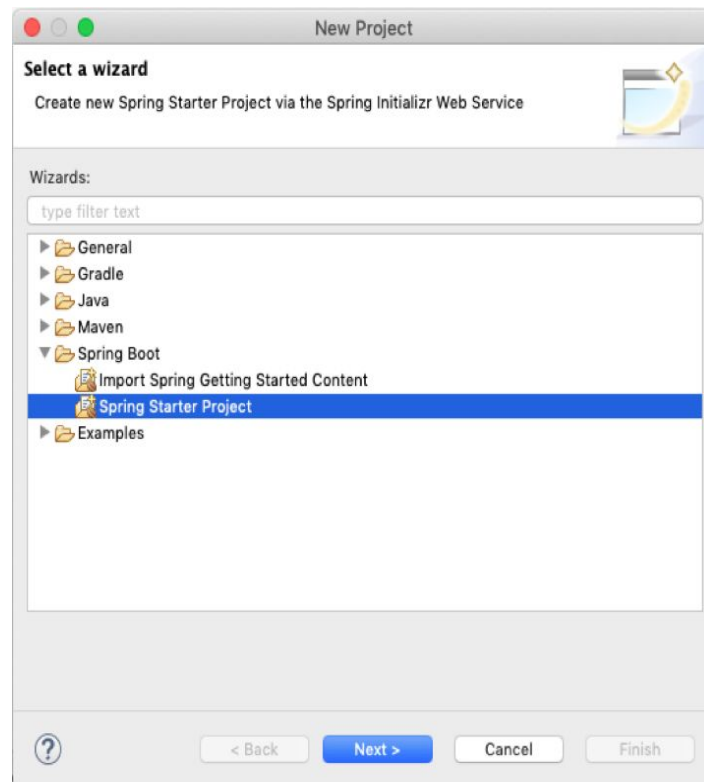 New Project
Select a wizard
Create new Spring Starter Project via the Spring Initializr Web Service
Wizards:
type filter text
General
Gradle
Java
Maven
Spring Boot
Import Spring Getting Started Content
Spring Starter Project
Examples
?
< Back
Next >
Cancel
Finish